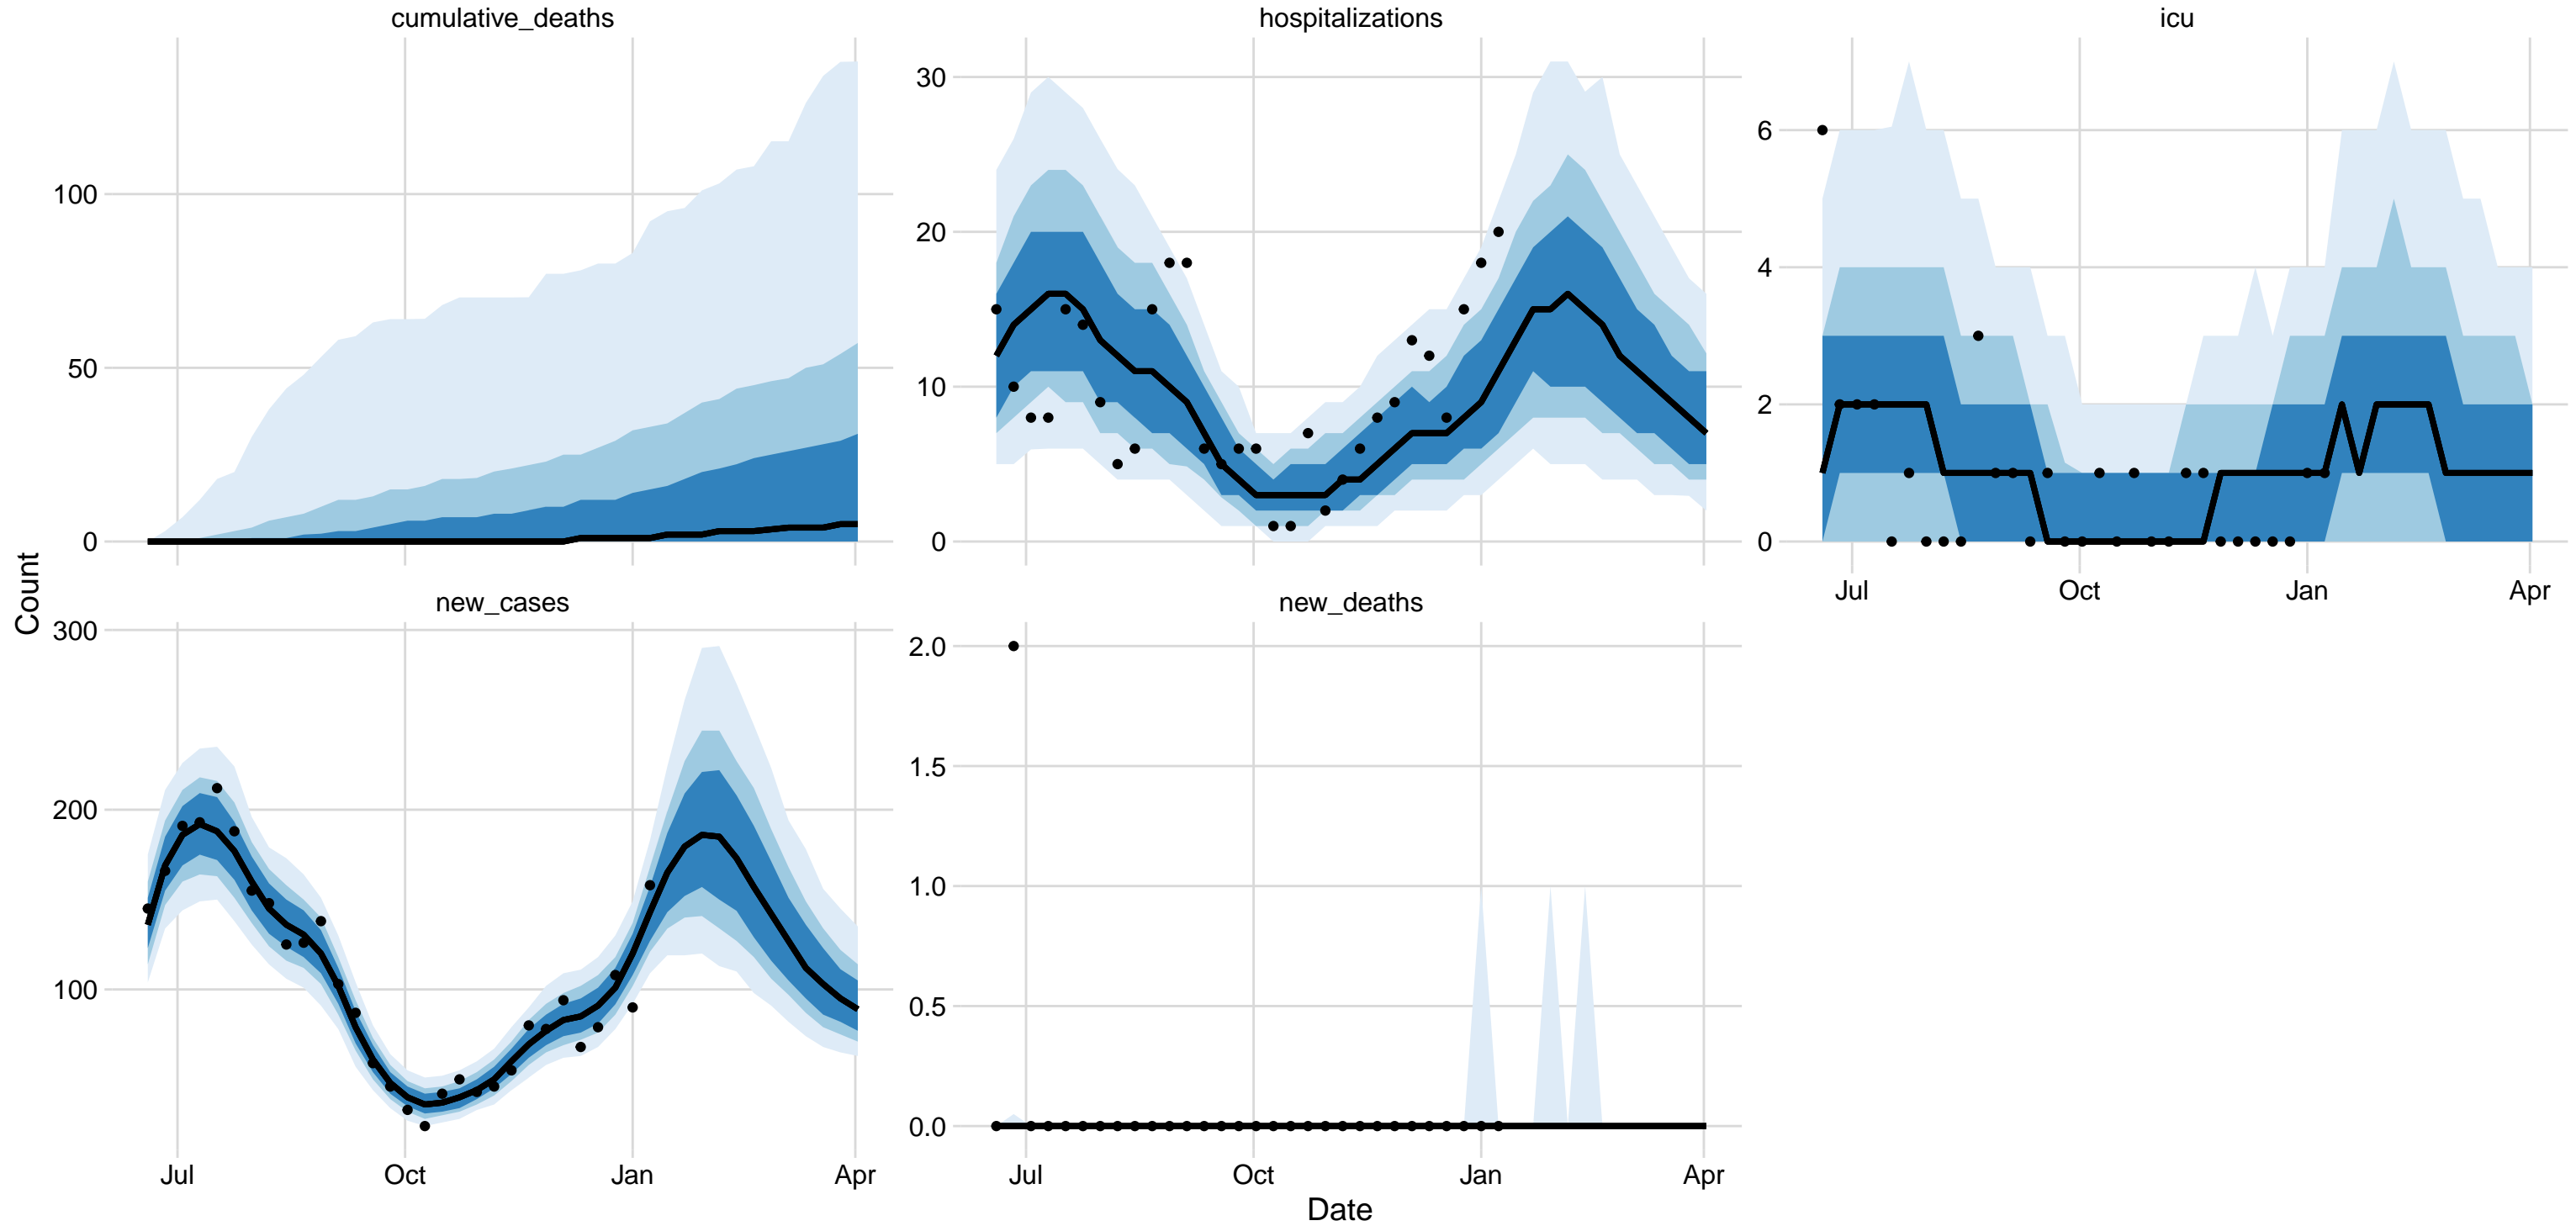 cumulative_deaths
hospitalizations
icu
100
50
0
30
20
10
0
6
4
2
0
Jul Oct Jan Apr
Count
new_cases
new_deaths
300
200
100
2.0
1.5
1.0
0.5
0.0
Jul Oct Jan Apr
Jul Oct Jan Apr
Date